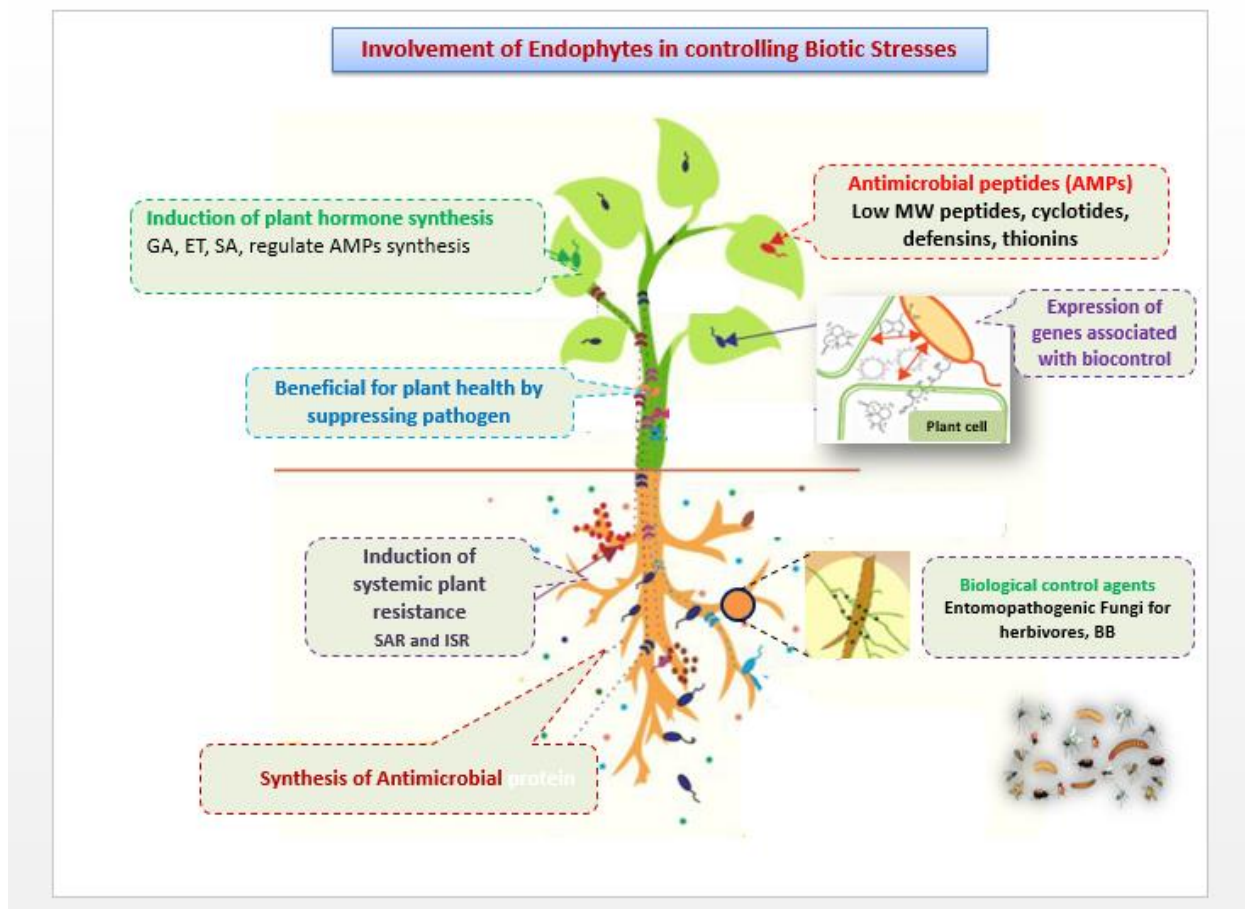 Involvement of Endophytes in controlling Biotic Stresses
Induction of plant hormone synthesis
GA, ET, SA, regulate AMPs synthesis
Antimicrobial peptides (AMPs)
Low MW peptides, cyclotides,
defensins, thionins
Expression of
genes associated
with biocontrol
Plant cell
Beneficial for plant health by
suppressing pathogen
Induction of
systemic plant
resistance
SAR and ISR
Biological control agents
Entomopathogenic Fungi for
herbivores, BB
Synthesis of Antimicrobial protein